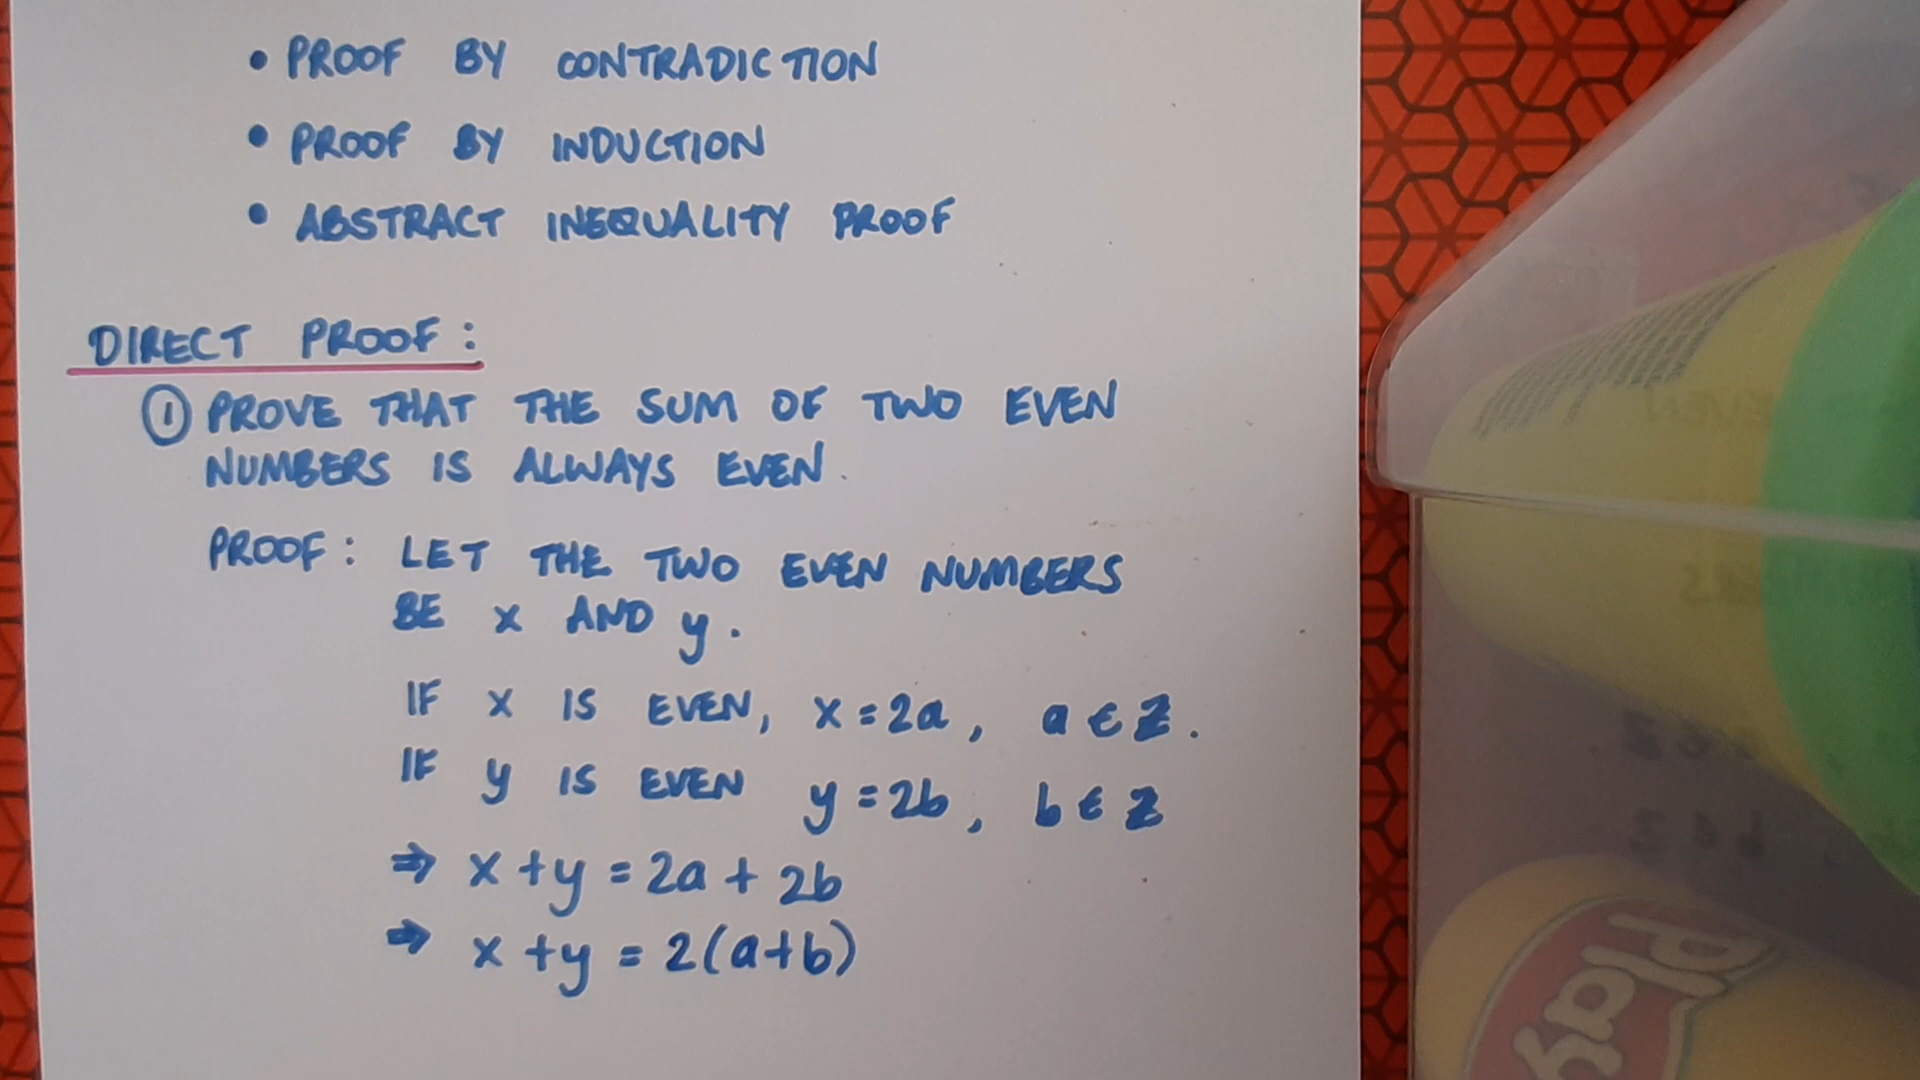 • PROOF BY CONTRADICTION
• PROOF BY INDUCTION
• ABSTRACT INEQUALITY PROOF
DIRECT PROOF:
① PROVE THAT THE SUM OF TWO EVEN
NUMBERS IS ALWAYS EVEN.
PROOF: LET THE TWO EVEN NUMBERS
BE x AND y.
IF x IS EVEN, x = 2a, a ∈ Z.
IF y IS EVEN y = 2b, b ∈ Z
⇒ x + y = 2a + 2b
⇒ x + y = 2(a+b)
Play